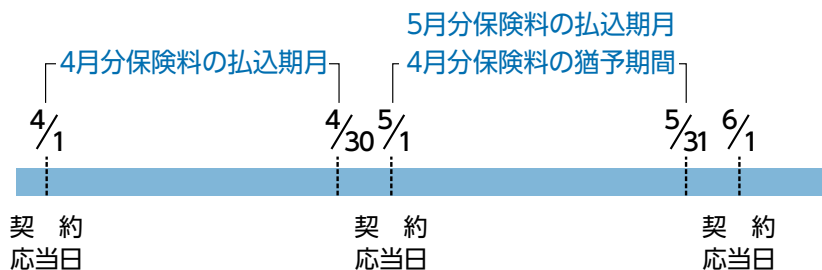 5月分保険料の払込期月
4月分保険料の払込期月
4月分保険料の猶予期間
4/1
4/30
5/1
5/31
6/1
契 約
応当日
契 約
応当日
契 約
応当日